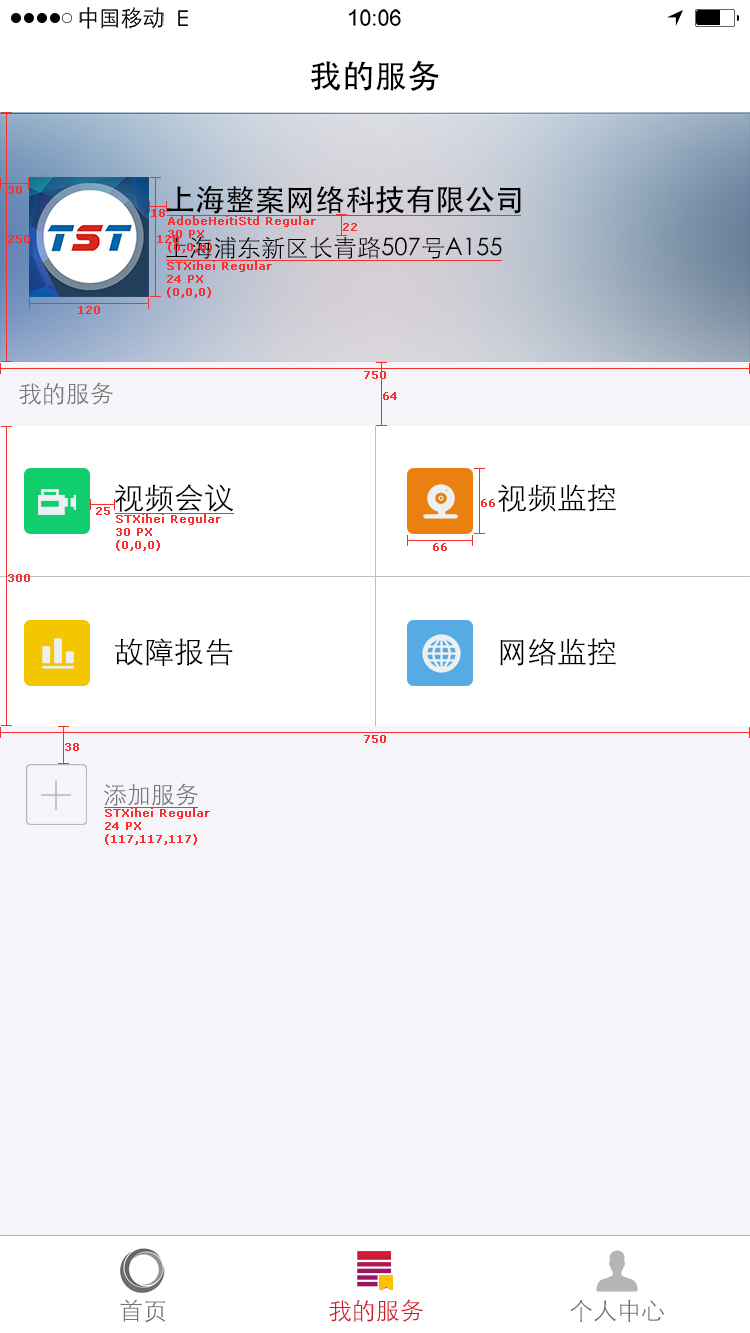 中国移动 E
10:06
我的服务
30
250
TST
120
18
120
上海整案网络科技有限公司
AdobeHeitiStd Regular
30 PX
(0,0,0)
22
上海浦东新区长青路507号A155
STXihei Regular
24 PX
(0,0,0)
750
我的服务
64
视频会议
25
STXihei Regular
30 PX
(0,0,0)
66
视频监控
66
300
故障报告
网络监控
750
38
添加服务
STXihei Regular
24 PX
(117,117,117)
首页
我的服务
个人中心